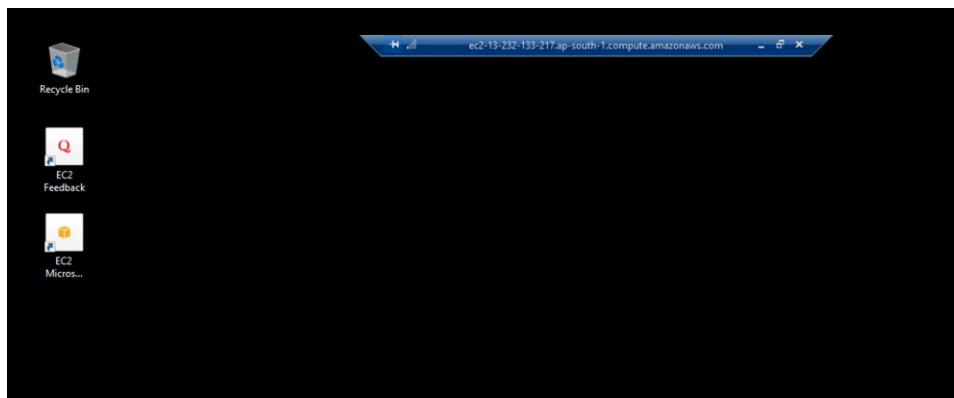 ec2-13-232-133-217.ap-south-1.compute.amazonaws.com
Recycle Bin
Q
EC2
Feedback
EC2
Micros...